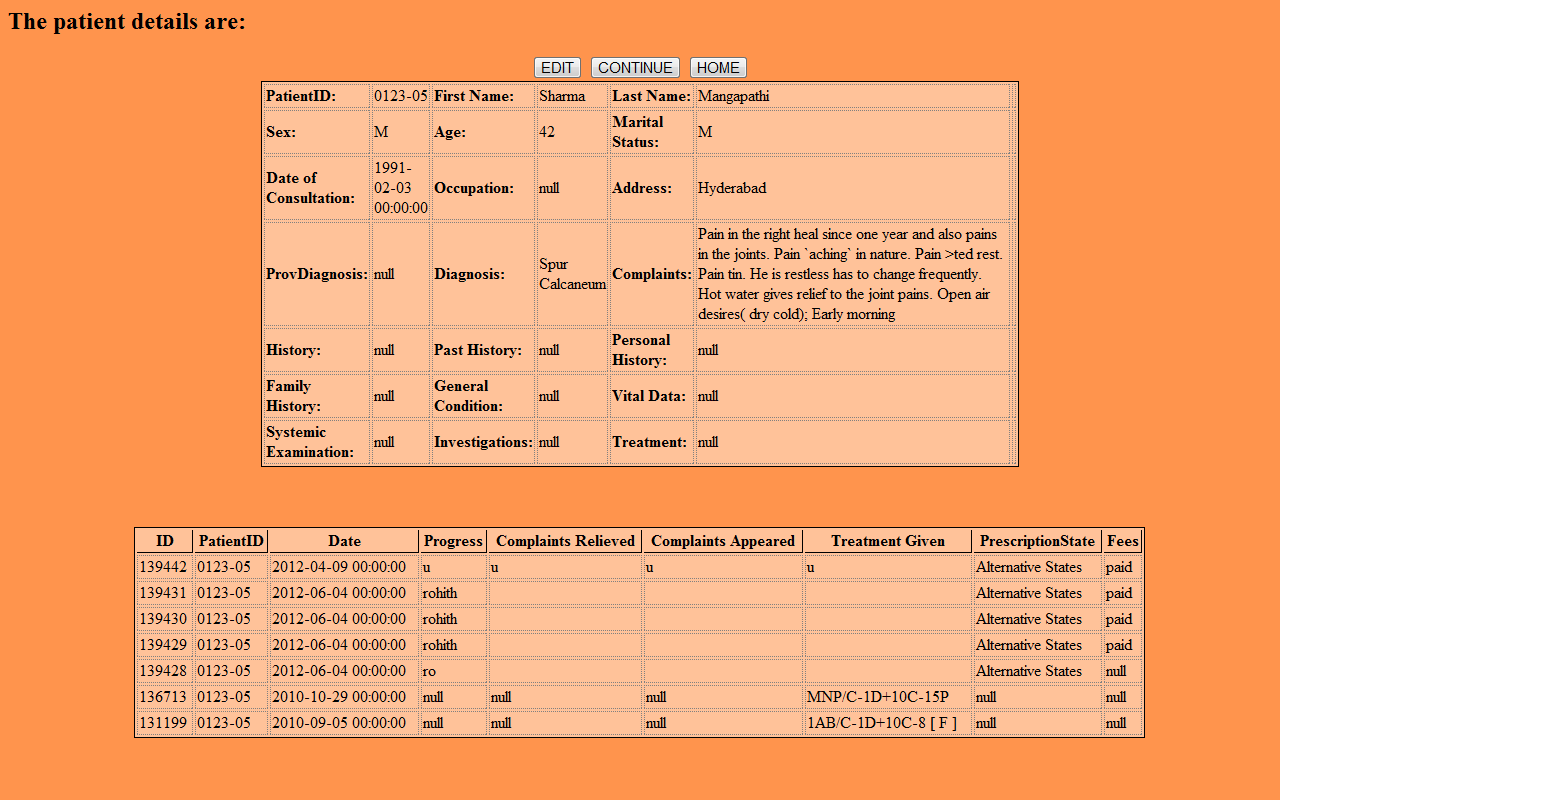 The patient details are:
EDIT CONTINUE HOME
PatientID: 0123-05 First Name: Sharma Last Name: Mangapathi
Sex: M Age: 42 Marital Status: M
Date of Consultation: 1991-02-03 00:00:00 Occupation: null Address: Hyderabad
ProvDiagnosis: null Diagnosis: Spur Calcaneum Complaints:
Pain in the right heal since one year and also pains
in the joints. Pain `aching` in nature. Pain >ted rest.
Pain tin. He is restless has to change frequently.
Hot water gives relief to the joint pains. Open air
desires( dry cold); Early morning
History: null Past History: null Personal History: null
Family History: null General Condition: null Vital Data: null
Systemic Examination: null Investigations: null Treatment: null
ID PatientID Date Progress Complaints Relieved Complaints Appeared Treatment Given PrescriptionState Fees
139442 0123-05 2012-04-09 00:00:00 u u u u Alternative States paid
139431 0123-05 2012-06-04 00:00:00 rohith Alternative States paid
139430 0123-05 2012-06-04 00:00:00 rohith Alternative States paid
139429 0123-05 2012-06-04 00:00:00 rohith Alternative States paid
139428 0123-05 2012-06-04 00:00:00 ro Alternative States null
136713 0123-05 2010-10-29 00:00:00 null null null MNP/C-1D+10C-15P null null
131199 0123-05 2010-09-05 00:00:00 null null null 1AB/C-1D+10C-8 [ F ] null null